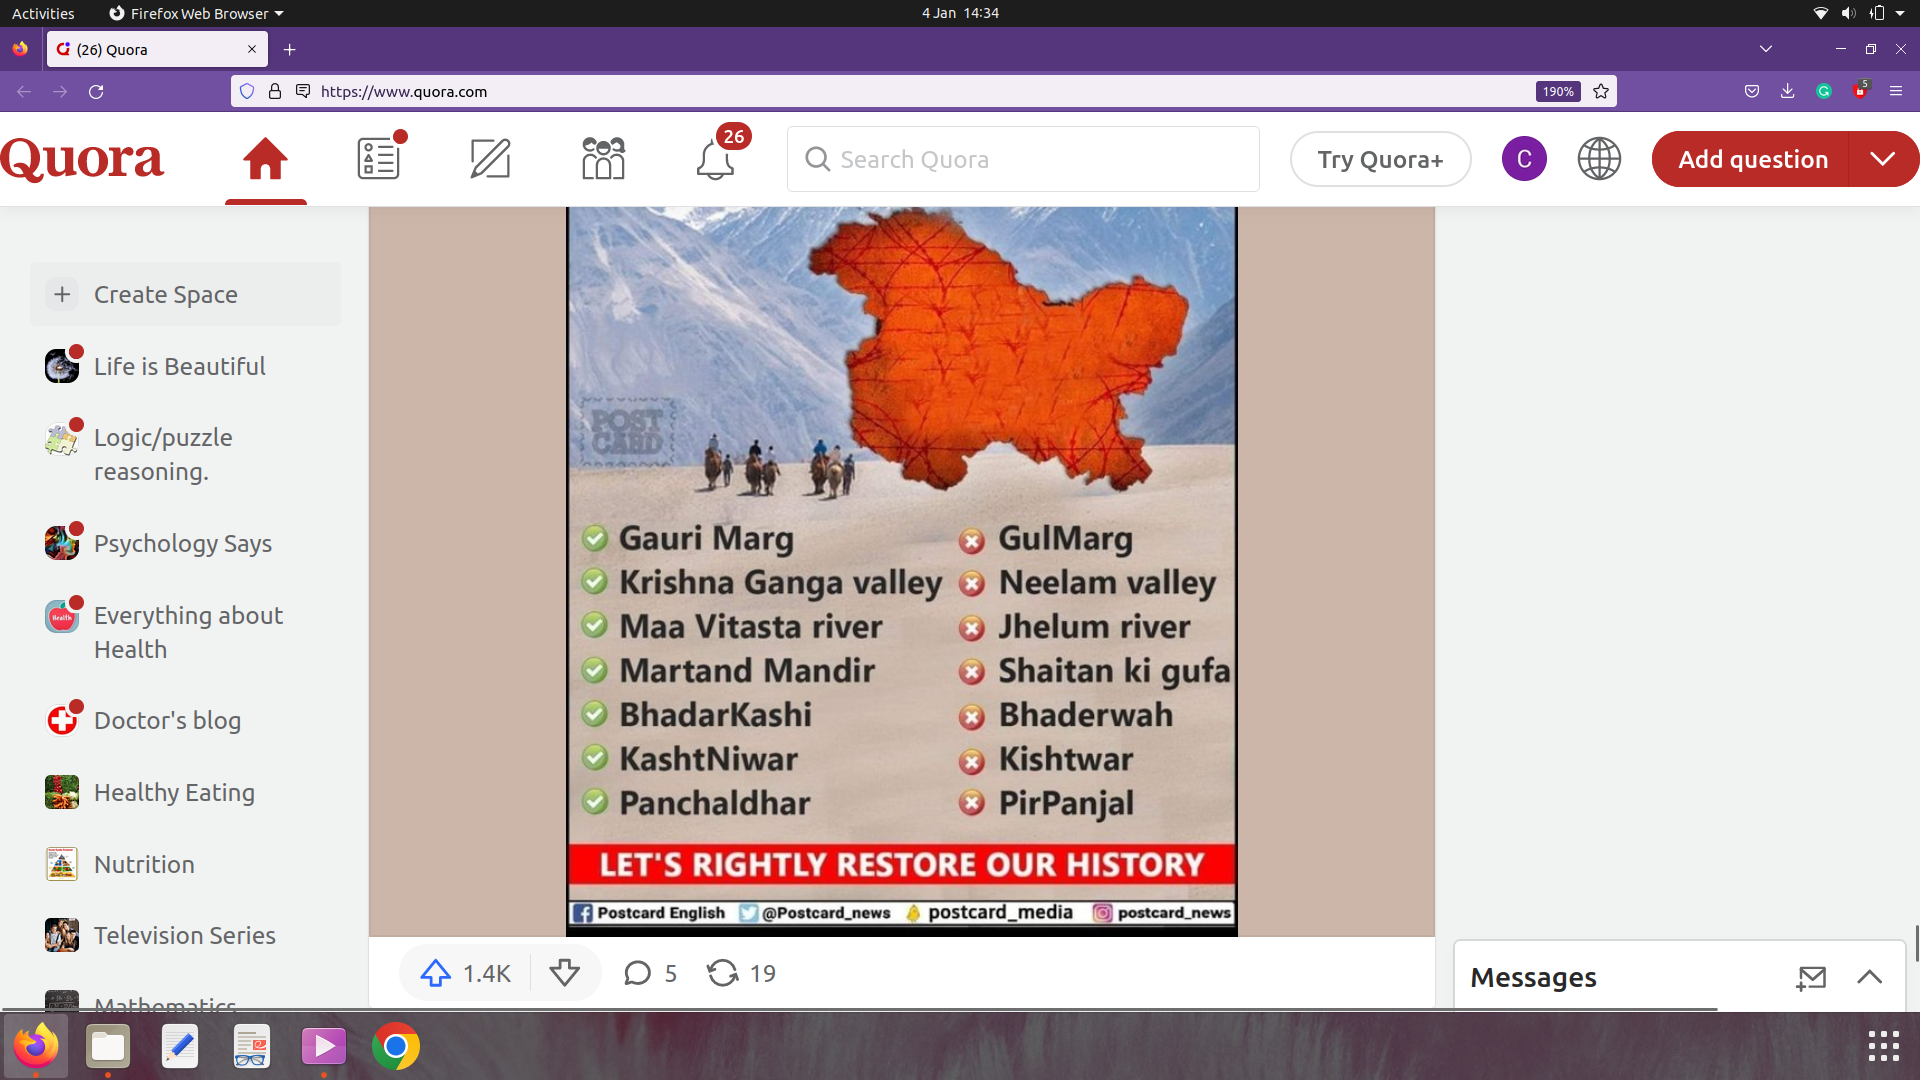 Activities
Firefox Web Browser
4 Jan 14:34
(26) Quora
https://www.quora.com
190%
5
Quora
26
Search Quora
Try Quora+
C
Add question
Create Space
Life is Beautiful
Logic/puzzle
reasoning.
Psychology Says
Everything about
Health
Health
Doctor's blog
Healthy Eating
Nutrition
Television Series
Mathematics
POST
CARD
Gauri Marg
GulMarg
Krishna Ganga valley
Neelam valley
Maa Vitasta river
Jhelum river
Martand Mandir
Shaitan ki gufa
BhadarKashi
Bhaderwah
KashtNiwar
Kishtwar
Panchaldhar
PirPanjal
LET'S RIGHTLY RESTORE OUR HISTORY
Postcard English
@Postcard_news
postcard_media
postcard_news
1.4K
5
19
Messages